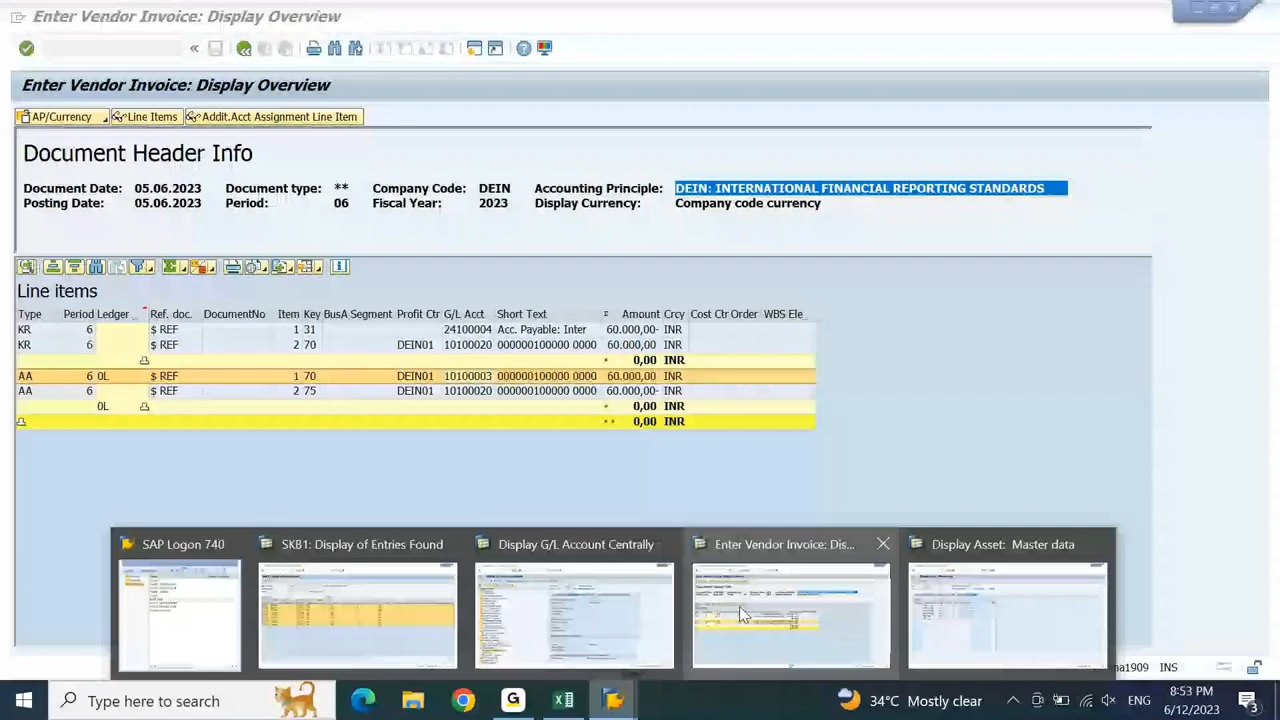 Enter Vendor Invoice: Display Overview
«
Enter Vendor Invoice: Display Overview
AP/Currency Line Items Addit.Acct Assignment Line Item
Document Header Info
Document Date: 05.06.2023 Document type: ** Company Code: DEIN Accounting Principle: DEIN: INTERNATIONAL FINANCIAL REPORTING STANDARDS
Posting Date: 05.06.2023 Period: 06 Fiscal Year: 2023 Display Currency: Company code currency
Line items
Type Period Ledger Ref. doc. DocumentNo Item Key BusA Segment Profit Ctr G/L Acct Short Text Σ Amount Crcy Cost Ctr Order WBS Ele...
KR 6 $ REF 1 31 24100004 Acc. Payable: Inter 60.000,00- INR
KR 6 $ REF 2 70 DEIN01 10100020 000000100000 0000 60.000,00 INR
* 0,00 INR
AA 6 0L $ REF 1 70 DEIN01 10100003 000000100000 0000 60.000,00 INR
AA 6 $ REF 2 75 DEIN01 10100020 000000100000 0000 60.000,00- INR
0L * 0,00 INR
** 0,00 INR
SAP Logon 740 SKB1: Display of Entries Found Display G/L Account Centrally Enter Vendor Invoice: Dis... Display Asset: Master data
na1909 INS
Type here to search
34°C Mostly clear
ENG
8:53 PM
6/12/2023
3